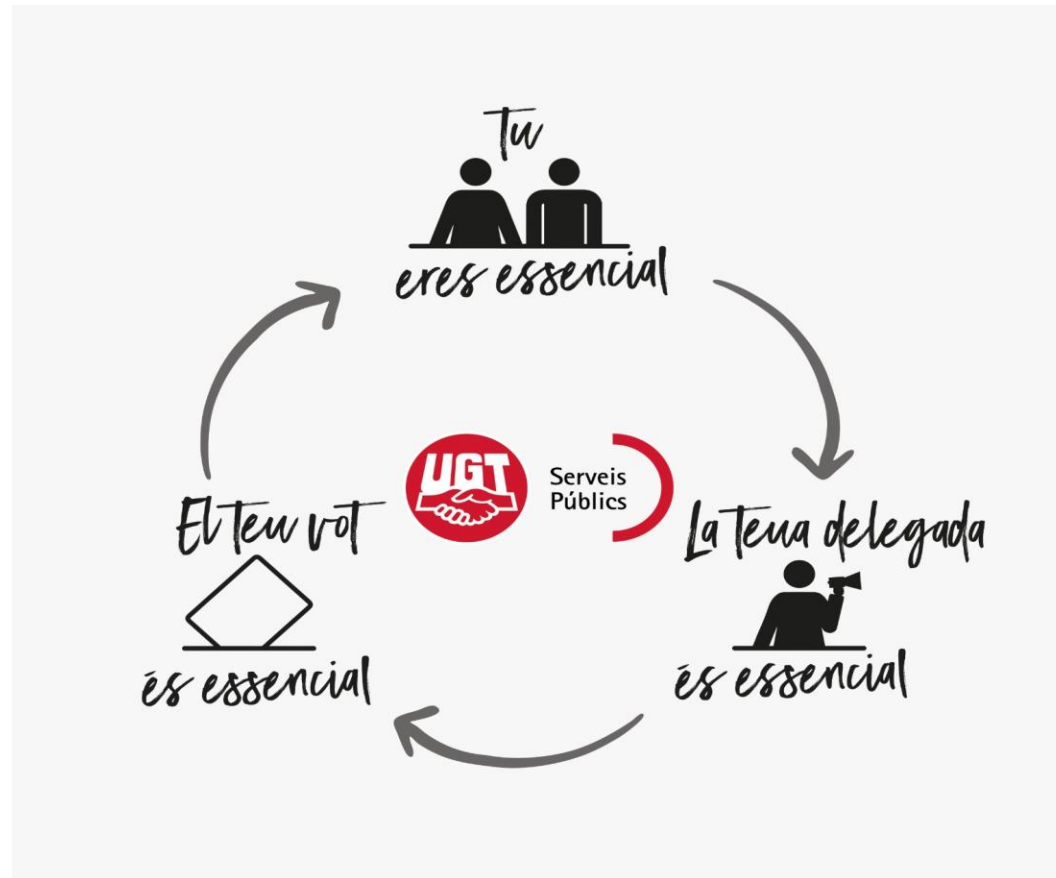 Tu
eres essencial
UGT
Serveis
Públics
La teua delegada
és essencial
El teu vot
és essencial